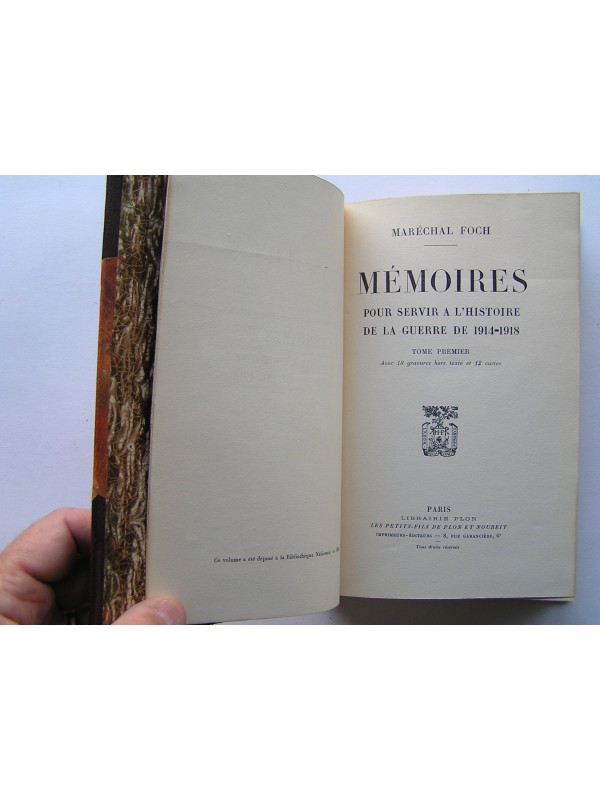 Ce volume a été déposé à la Bibliothèque Nationale
MARÉCHAL FOCH
MÉMOIRES
POUR SERVIR A L'HISTOIRE
DE LA GUERRE DE 1914-1918
TOME PREMIER
Avec 18 gravures hors texte et 12 cartes
PARIS
LIBRAIRIE PLON
LES PETITS-FILS DE PLON ET NOURRIT
IMPRIMEURS-ÉDITEURS — 8, RUE GARANCIÈRE, 6e
Tous droits réservés